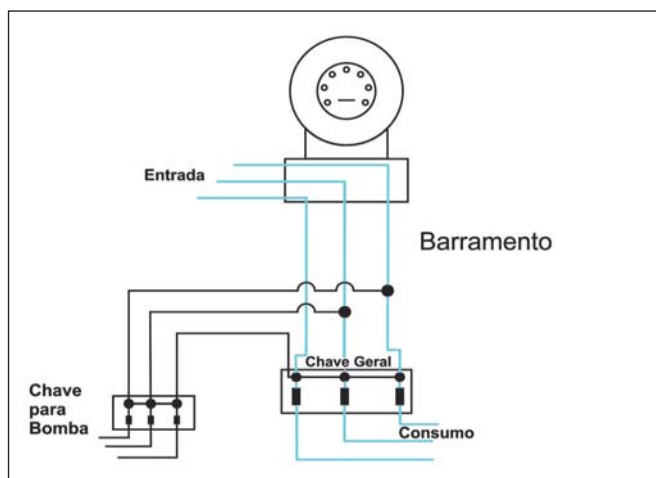 Entrada
Barramento
Chave Geral
Chave
para
Bomba
Consumo